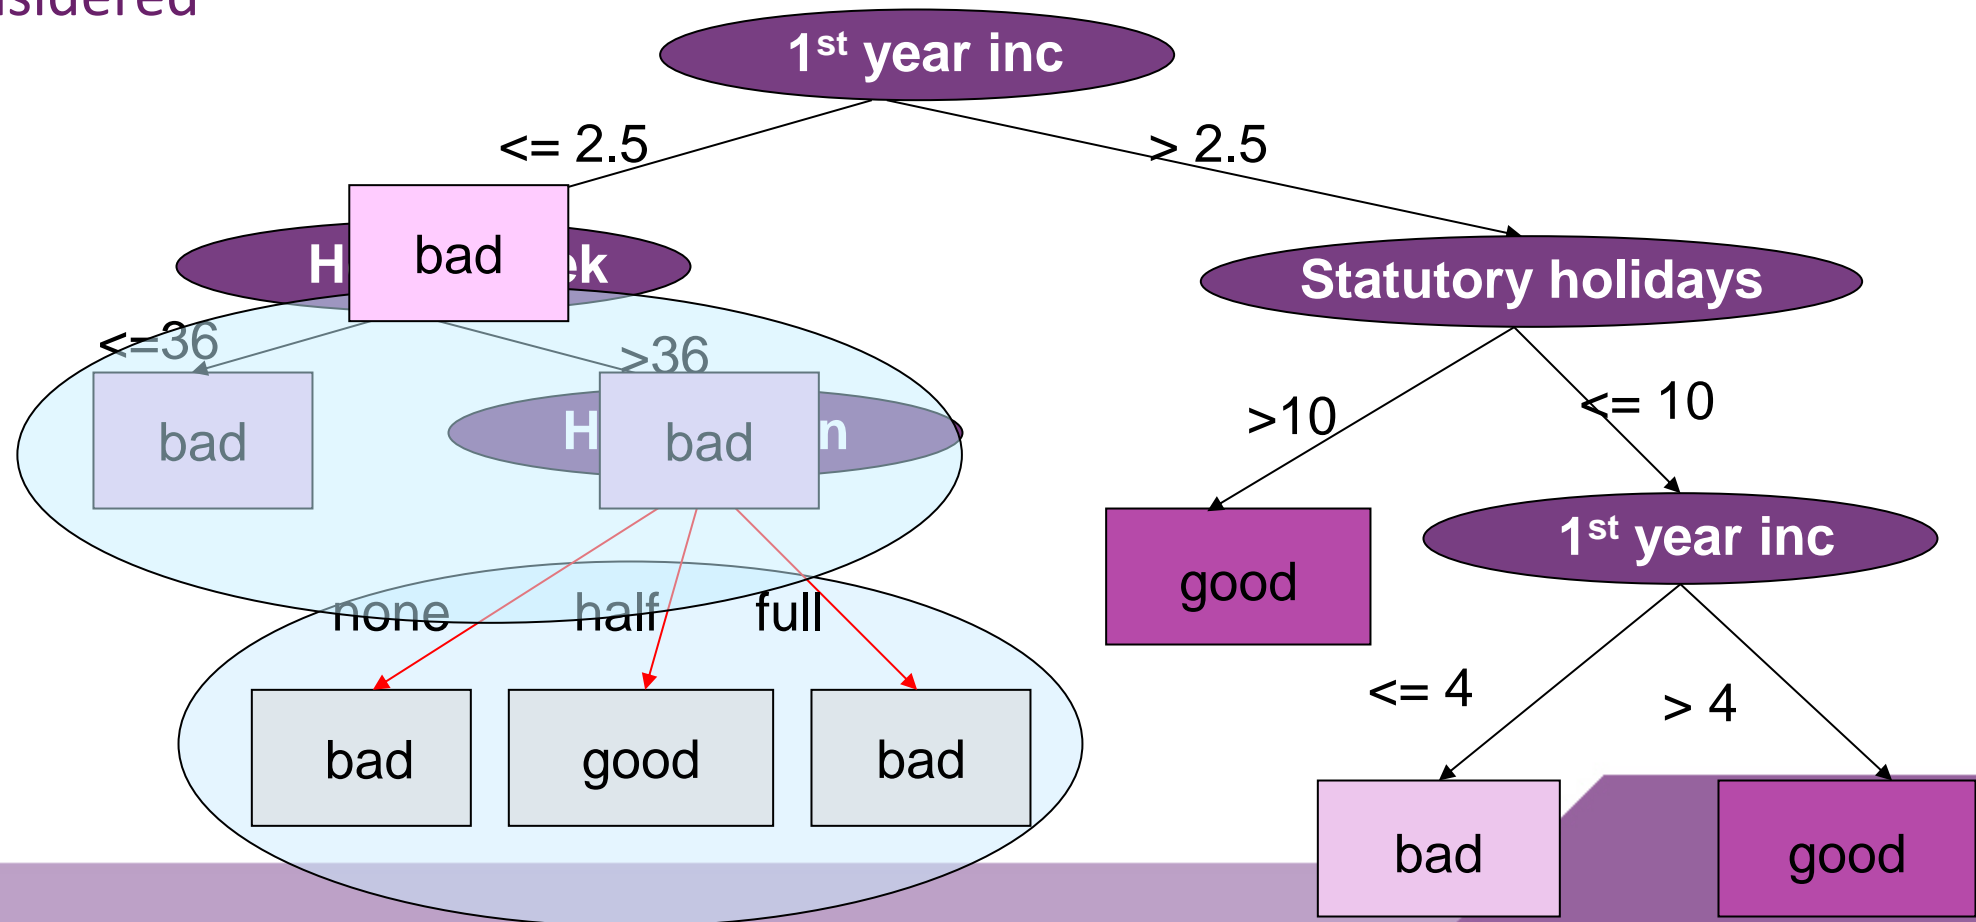 1st year inc
<= 2.5
> 2.5
bad
Statutory holidays
<=36
>36
>10
<= 10
bad
bad
good
1st year inc
none
half
full
<= 4
> 4
bad
good
bad
bad
good